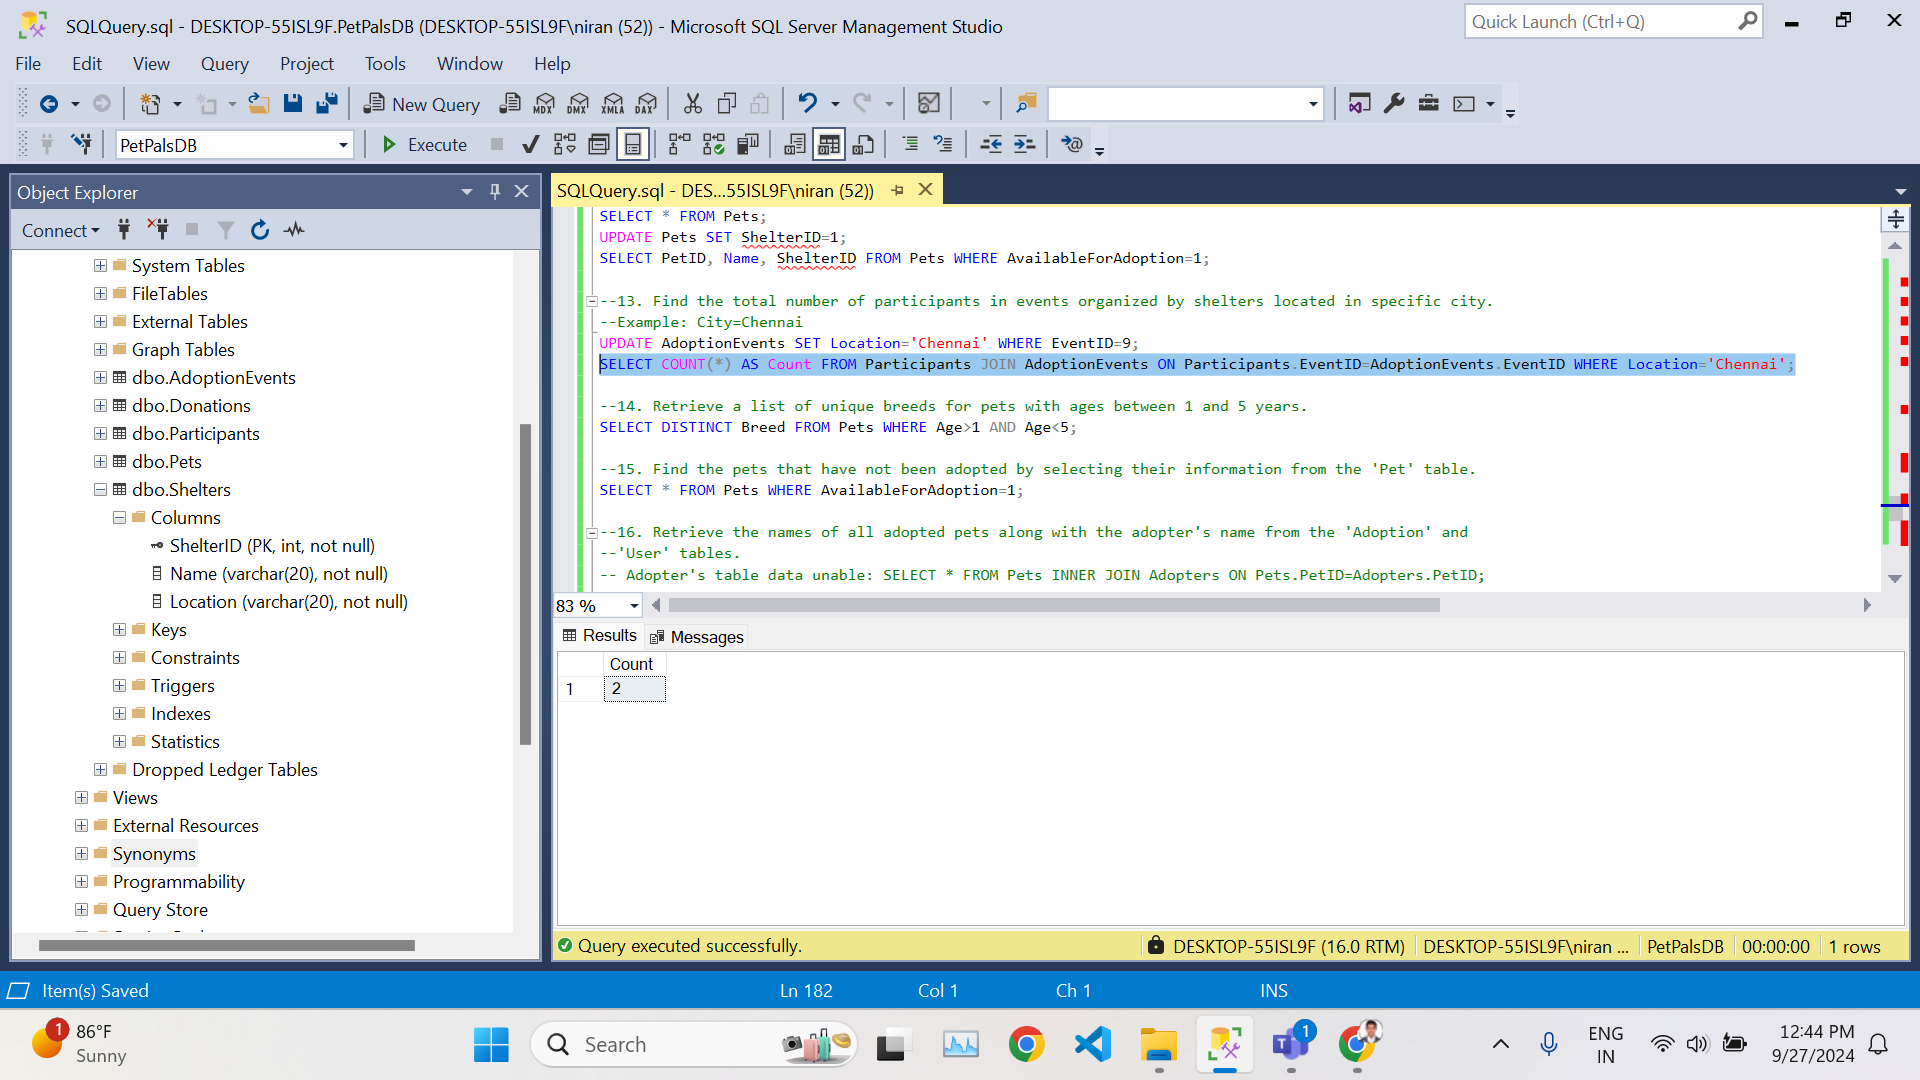 SQLQuery.sql - DESKTOP-55ISL9F.PetPalsDB (DESKTOP-55ISL9F\niran (52)) - Microsoft SQL Server Management Studio
Quick Launch (Ctrl+Q)
File Edit View Query Project Tools Window Help
New Query MDX DMX XMLA DAX
PetPalsDB Execute
Object Explorer
Connect
System Tables
FileTables
External Tables
Graph Tables
dbo.AdoptionEvents
dbo.Donations
dbo.Participants
dbo.Pets
dbo.Shelters
Columns
ShelterID (PK, int, not null)
Name (varchar(20), not null)
Location (varchar(20), not null)
Keys
Constraints
Triggers
Indexes
Statistics
Dropped Ledger Tables
Views
External Resources
Synonyms
Programmability
Query Store
SQLQuery.sql - DES...55ISL9F\niran (52))
SELECT * FROM Pets;
UPDATE Pets SET ShelterID=1;
SELECT PetID, Name, ShelterID FROM Pets WHERE AvailableForAdoption=1;
--13. Find the total number of participants in events organized by shelters located in specific city.
--Example: City=Chennai
UPDATE AdoptionEvents SET Location='Chennai' WHERE EventID=9;
SELECT COUNT(*) AS Count FROM Participants JOIN AdoptionEvents ON Participants.EventID=AdoptionEvents.EventID WHERE Location='Chennai';
--14. Retrieve a list of unique breeds for pets with ages between 1 and 5 years.
SELECT DISTINCT Breed FROM Pets WHERE Age>1 AND Age<5;
--15. Find the pets that have not been adopted by selecting their information from the 'Pet' table.
SELECT * FROM Pets WHERE AvailableForAdoption=1;
--16. Retrieve the names of all adopted pets along with the adopter's name from the 'Adoption' and
--'User' tables.
-- Adopter's table data unable: SELECT * FROM Pets INNER JOIN Adopters ON Pets.PetID=Adopters.PetID;
83 %
Results Messages
Count
1 2
Query executed successfully. DESKTOP-55ISL9F (16.0 RTM) DESKTOP-55ISL9F\niran ... PetPalsDB 00:00:00 1 rows
Item(s) Saved Ln 182 Col 1 Ch 1 INS
1 86°F
Sunny
Search
1
ENG
IN
12:44 PM
9/27/2024